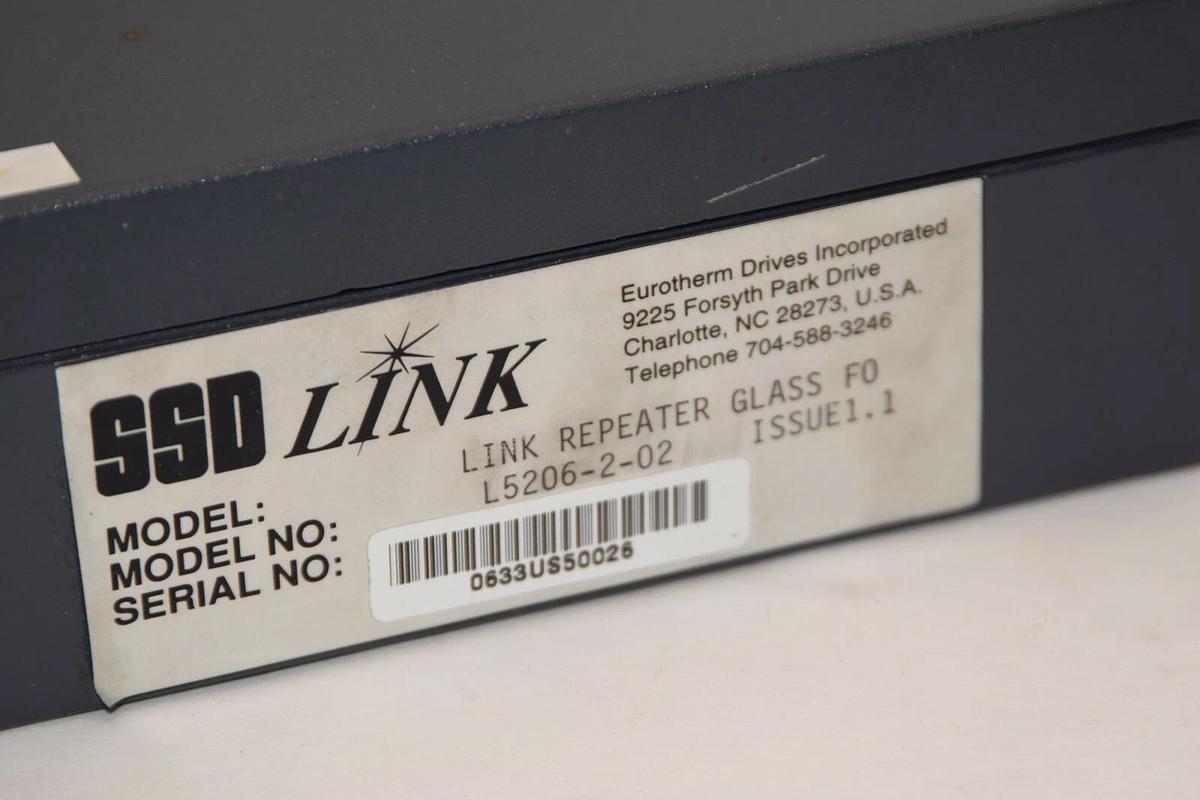 Eurotherm Drives Incorporated
9225 Forsyth Park Drive
Charlotte, NC 28273, U.S.A.
Telephone 704-588-3246
SSD LINK
MODEL: LINK REPEATER GLASS FO
MODEL NO: L5206-2-02 ISSUE1.1
SERIAL NO: 0633US50026